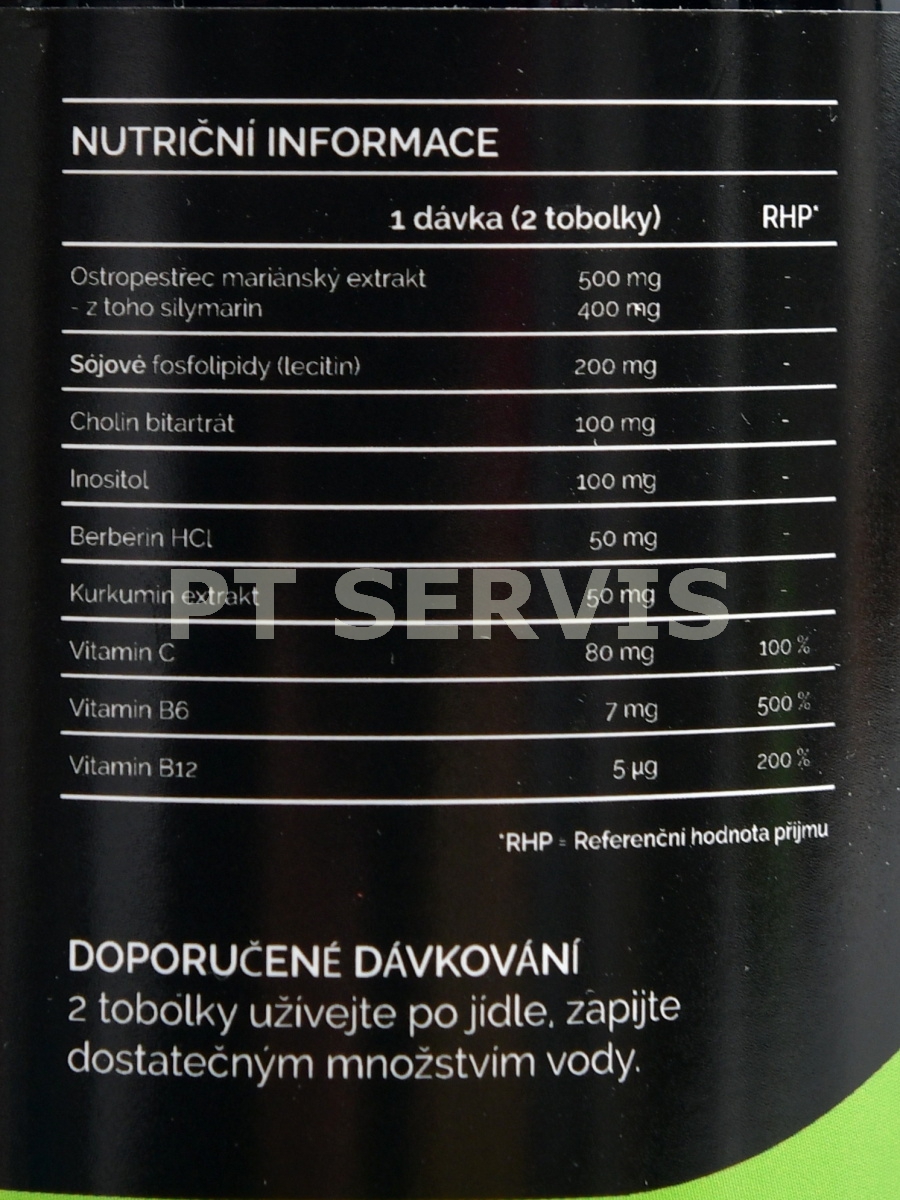 NUTRIČNÍ INFORMACE
1 dávka (2 tobolky) RHP*
Ostropestřec mariánský extrakt 500 mg -
- z toho silymarin 400 mg -
Sójové fosfolipidy (lecitin) 200 mg -
Cholin bitartrát 100 mg -
Inositol 100 mg -
Berberin HCl 50 mg -
Kurkumin extrakt 50 mg -
PT SERVIS
Vitamin C 80 mg 100 %
Vitamin B6 7 mg 500 %
Vitamin B12 5 µg 200 %
*RHP = Referenční hodnota příjmu
DOPORUČENÉ DÁVKOVÁNÍ
2 tobolky užívejte po jídle, zapijte
dostatečným množstvím vody.